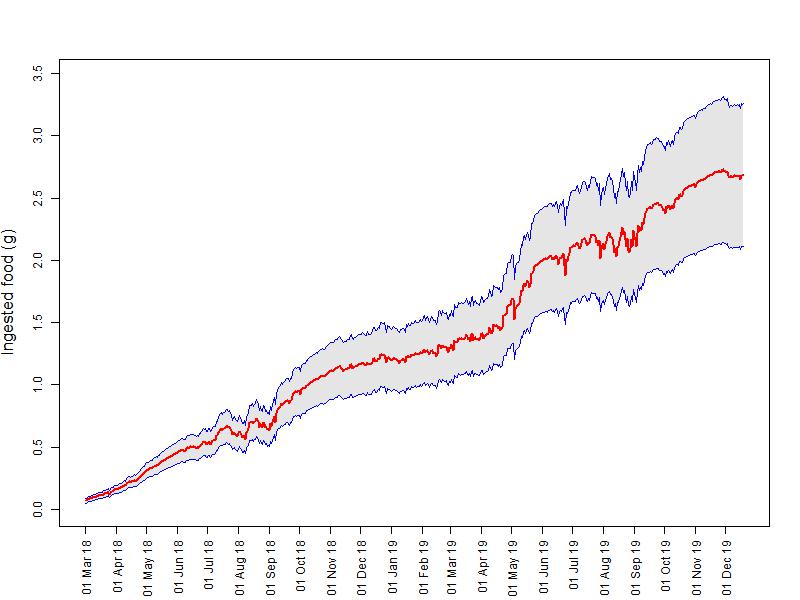 Ingested food (g)
3.5
3.0
2.5
2.0
1.5
1.0
0.5
0.0
01 Mar 18
01 Apr 18
01 May 18
01 Jun 18
01 Jul 18
01 Aug 18
01 Sep 18
01 Oct 18
01 Nov 18
01 Dec 18
01 Jan 19
01 Feb 19
01 Mar 19
01 Apr 19
01 May 19
01 Jun 19
01 Jul 19
01 Aug 19
01 Sep 19
01 Oct 19
01 Nov 19
01 Dec 19